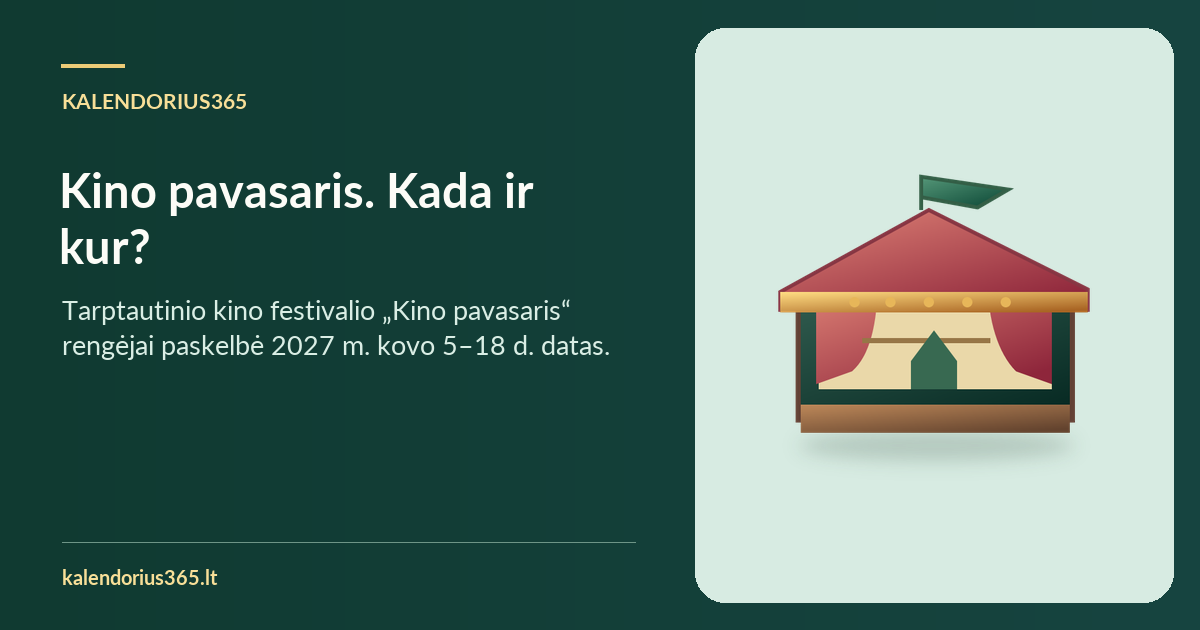 KALENDORIUS365
Kino pavasaris. Kada ir
kur?
Tarptautinio kino festivalio „Kino pavasaris“
rengėjai paskelbė 2027 m. kovo 5–18 d. datas.
kalendorius365.lt